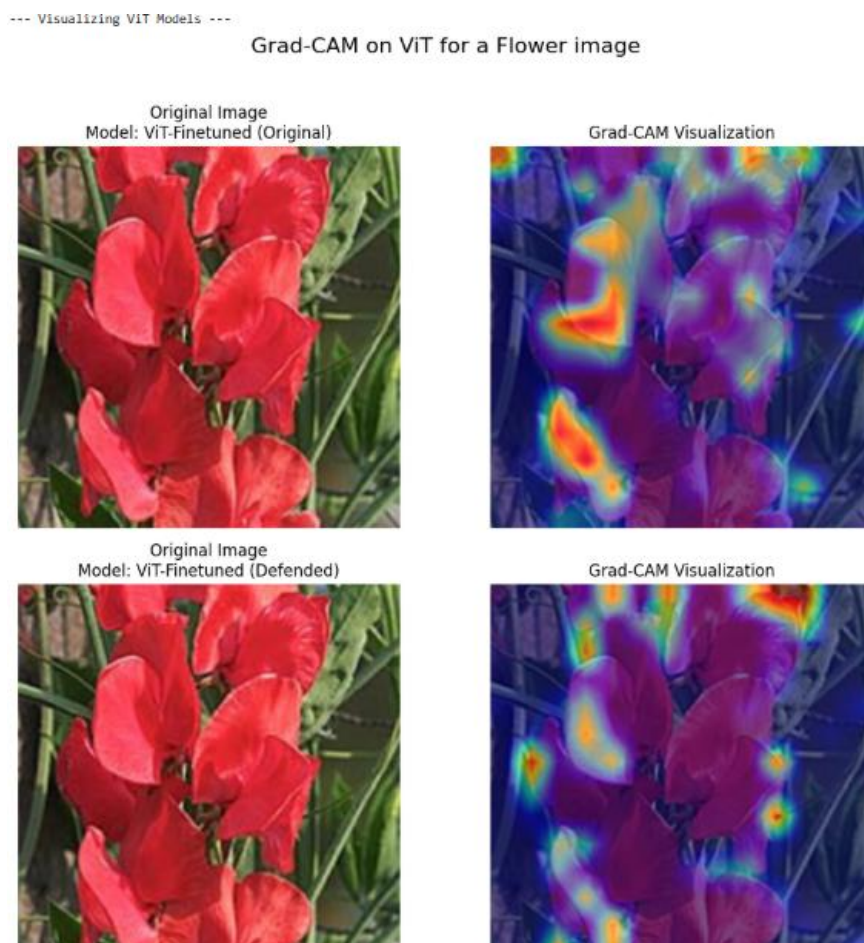 --- Visualizing ViT Models ---
Grad-CAM on ViT for a Flower image
Original Image
Model: ViT-Finetuned (Original)
Grad-CAM Visualization
Original Image
Model: ViT-Finetuned (Defended)
Grad-CAM Visualization